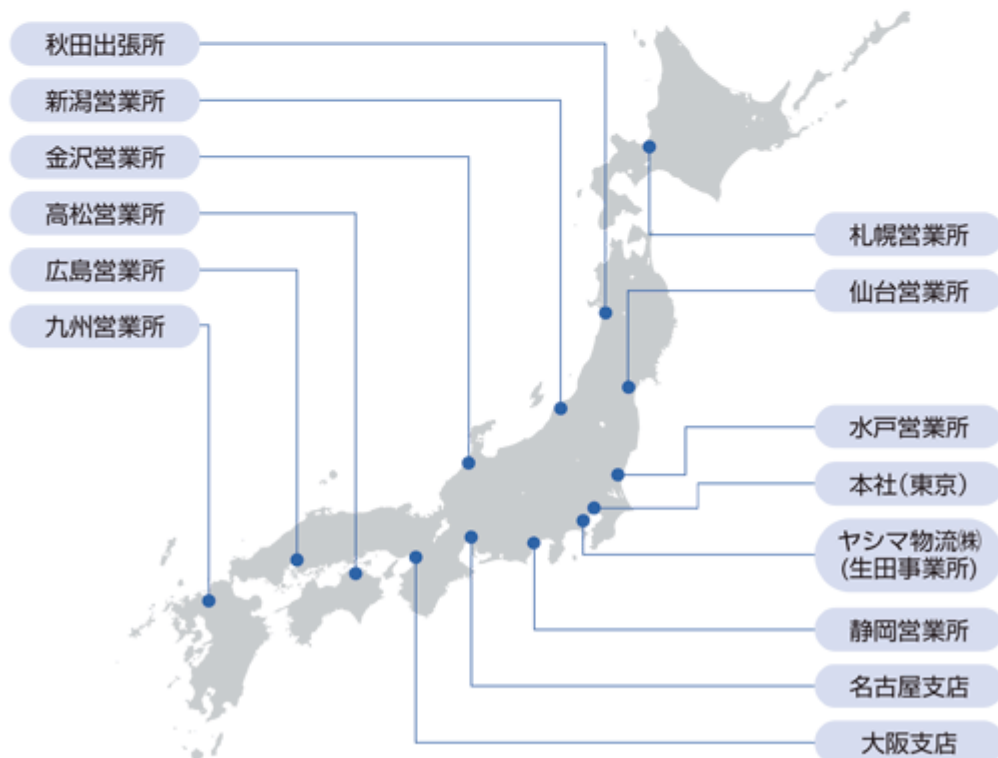 秋田出張所
新潟営業所
金沢営業所
高松営業所
広島営業所
九州営業所
札幌営業所
仙台営業所
水戸営業所
本社(東京)
ヤシマ物流㈱
(生田事業所)
静岡営業所
名古屋支店
大阪支店